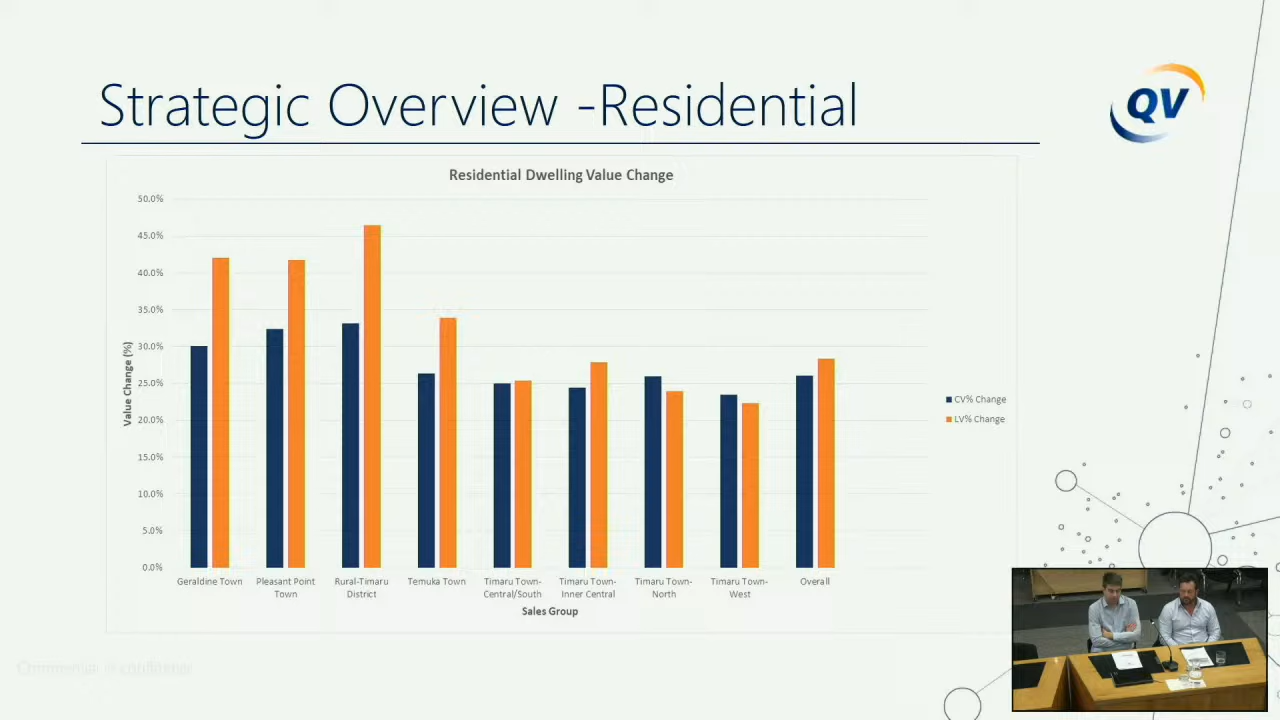 Strategic Overview -Residential
QV
Residential Dwelling Value Change
50.0%
45.0%
40.0%
35.0%
30.0%
25.0%
20.0%
15.0%
10.0%
5.0%
0.0%
Value Change (%)
CV% Change
LV% Change
Geraldine Town
Pleasant Point
Town
Rural-Timaru
District
Temuka Town
Timaru Town-
Central/South
Timaru Town-
Inner Central
Timaru Town-
North
Timaru Town-
West
Overall
Sales Group
Commercial in confidence